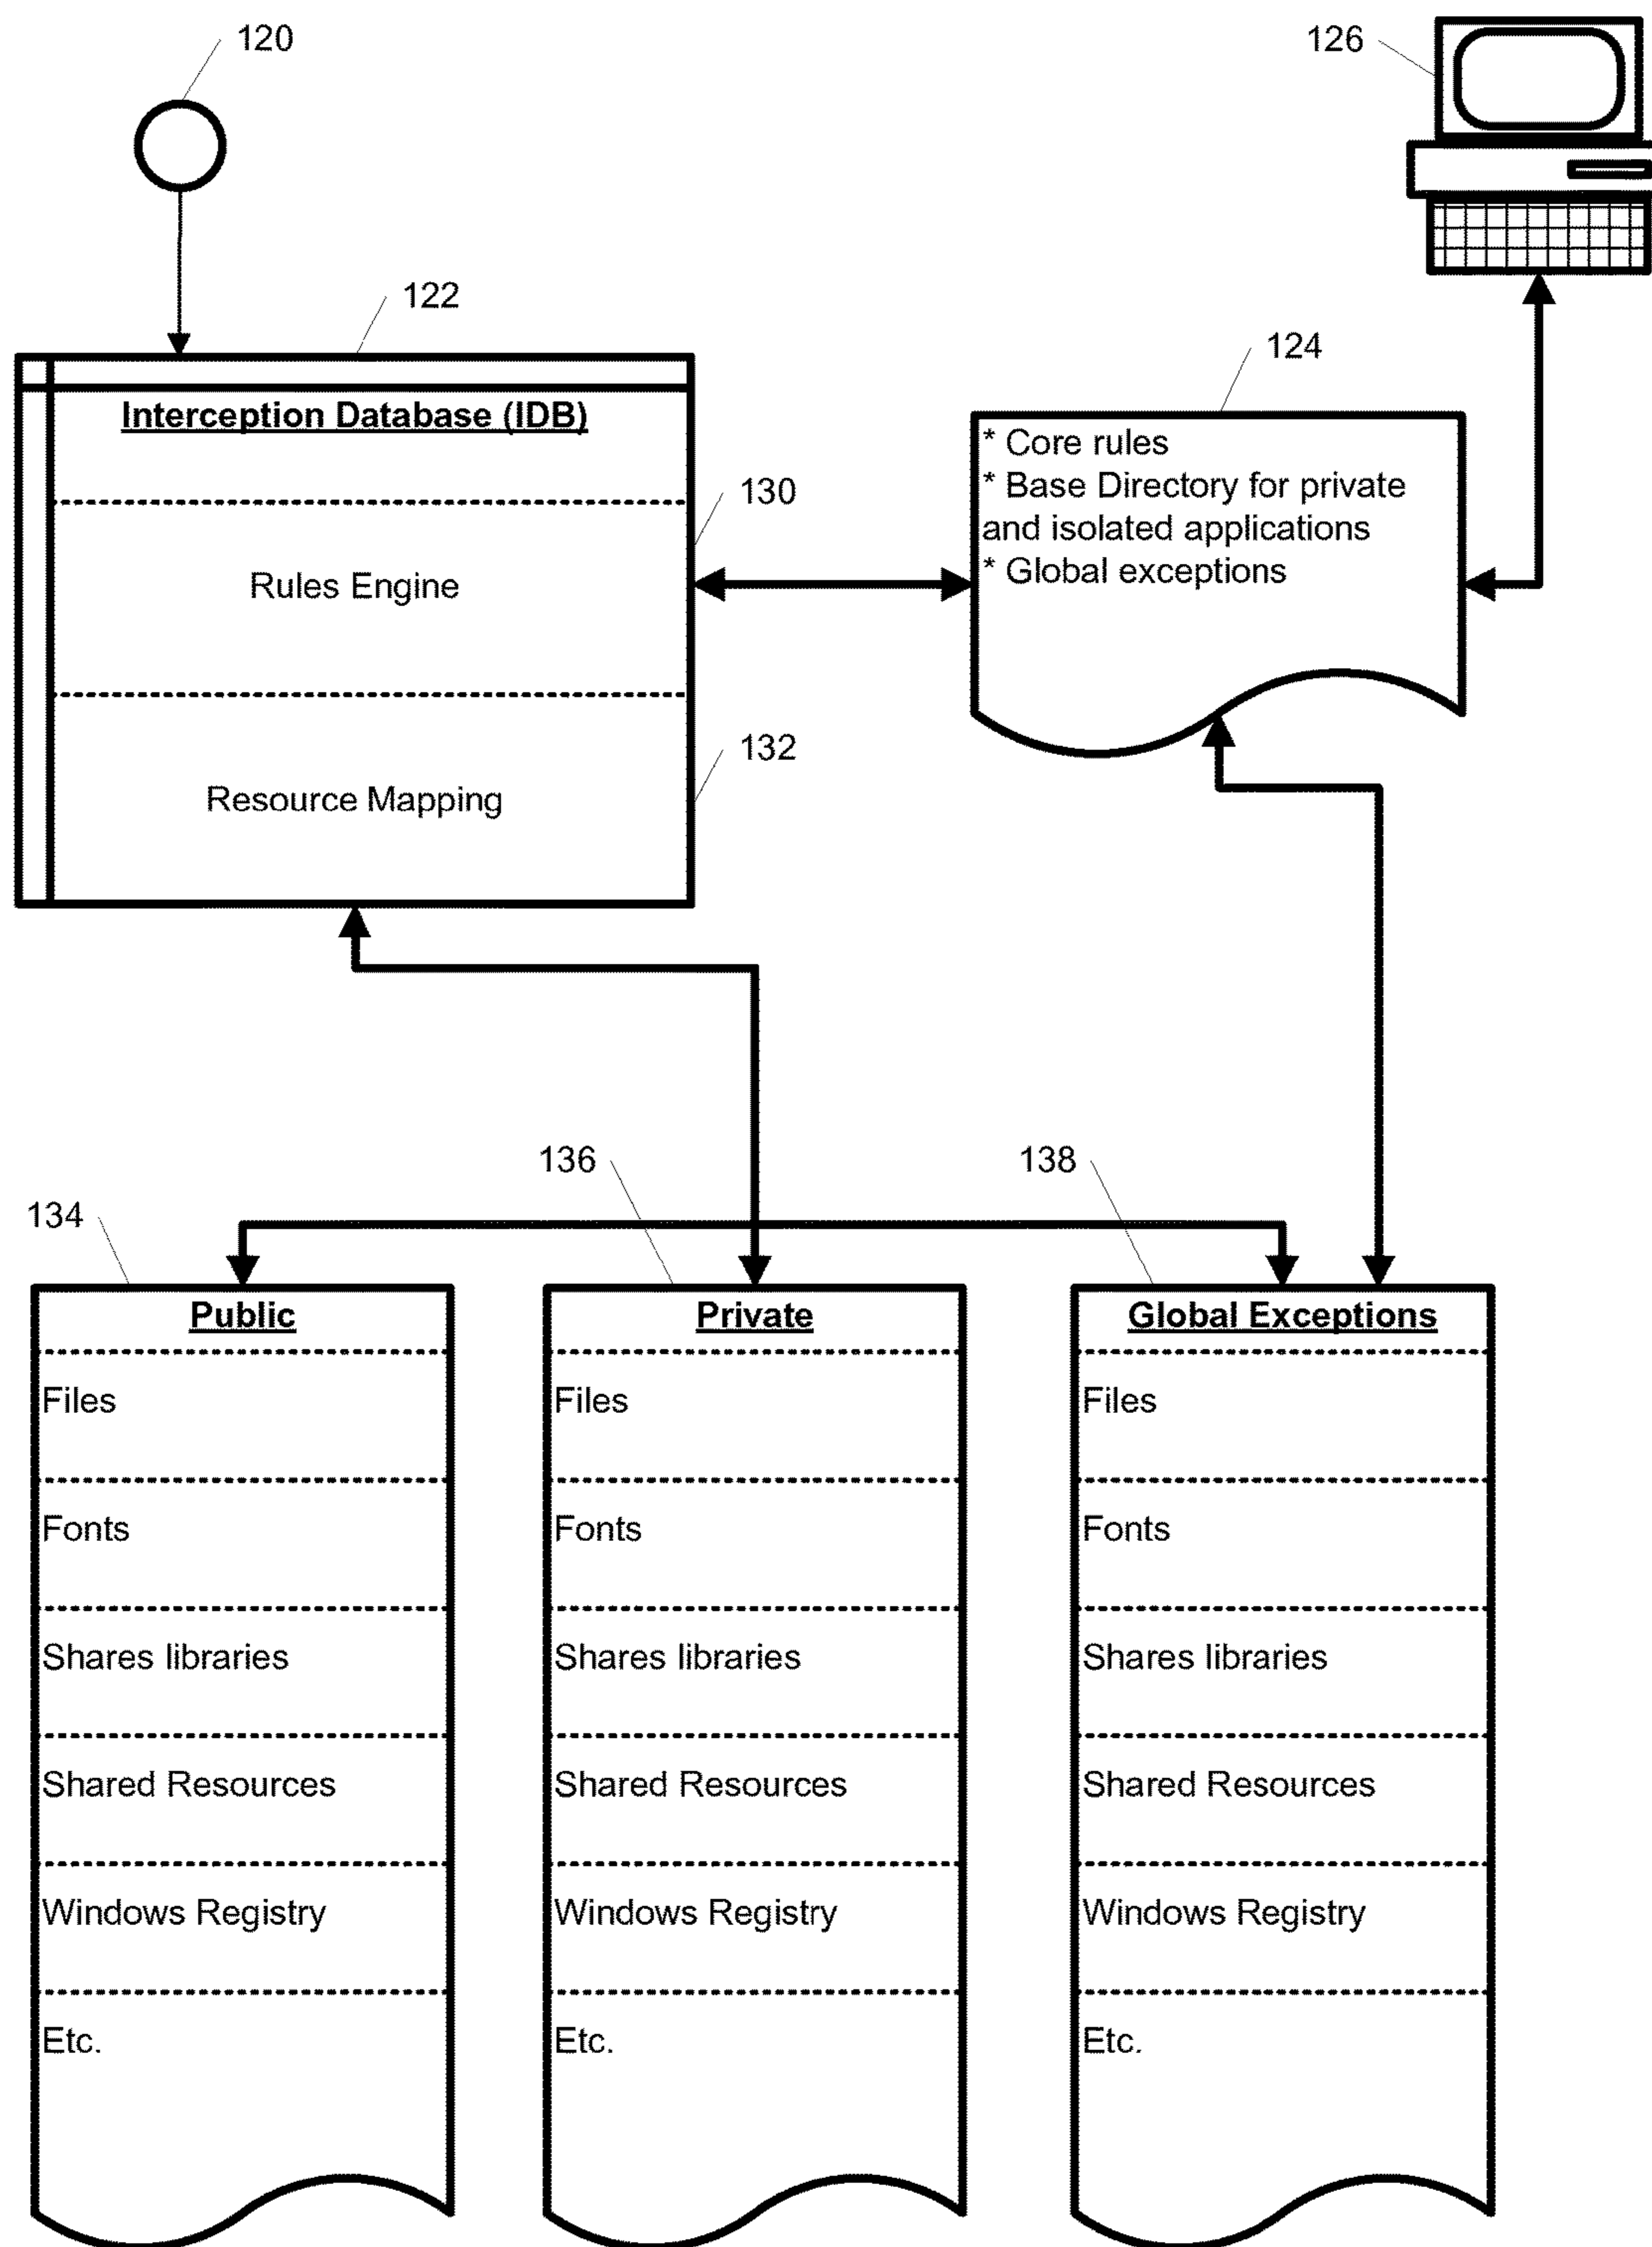 120
126
122
124
Interception Database (IDB)
* Core rules
* Base Directory for private
and isolated applications
* Global exceptions
130
Rules Engine
132
Resource Mapping
136
138
134
Public
Files
Fonts
Shares libraries
Shared Resources
Windows Registry
Etc.
Private
Files
Fonts
Shares libraries
Shared Resources
Windows Registry
Etc.
Global Exceptions
Files
Fonts
Shares libraries
Shared Resources
Windows Registry
Etc.